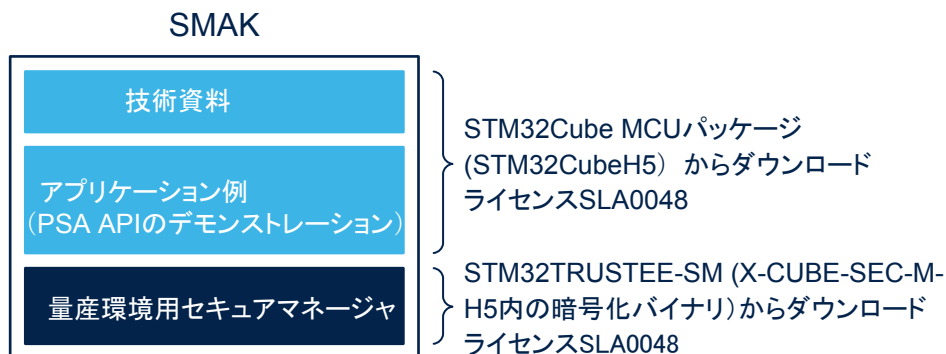 SMAK
技術資料
アプリケーション例
(PSA APIのデモンストレーション)
量産環境用セキュアマネージャ
STM32Cube MCUパッケージ
(STM32CubeH5) からダウンロード
ライセンスSLA0048
STM32TRUSTEE-SM (X-CUBE-SEC-M-
H5内の暗号化バイナリ)からダウンロード
ライセンスSLA0048